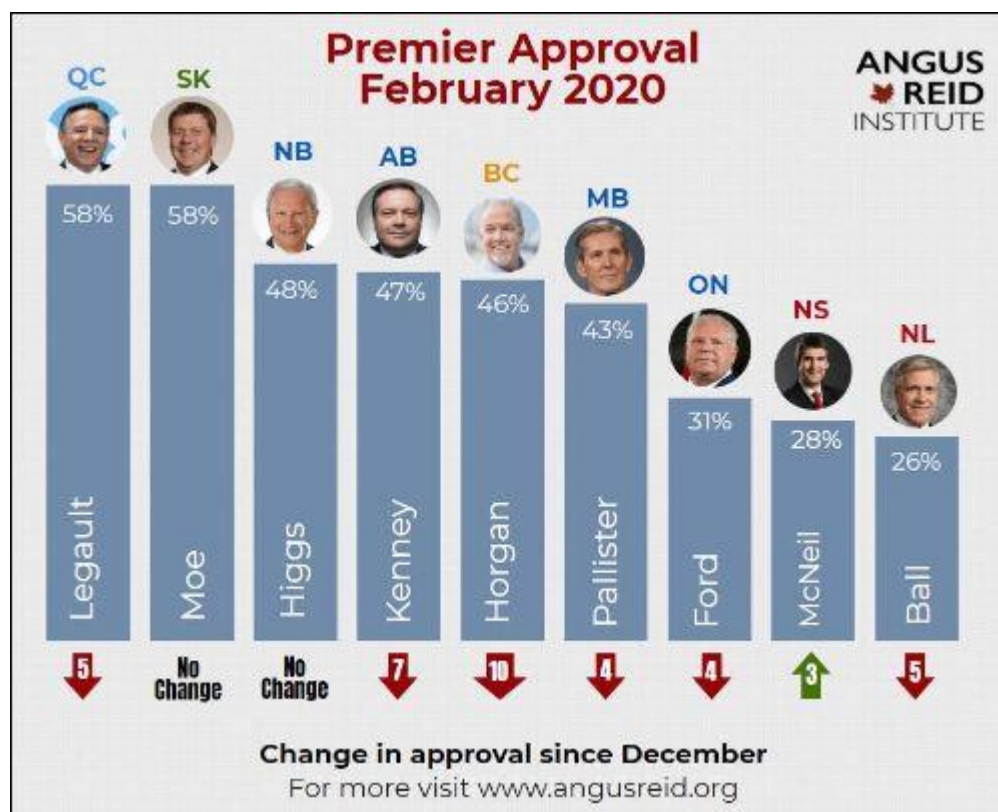 Premier Approval
February 2020
ANGUS
REID
INSTITUTE
QC
SK
NB
AB
BC
MB
ON
NS
NL
58%
58%
48%
47%
46%
43%
31%
28%
26%
Legault
Moe
Higgs
Kenney
Horgan
Pallister
Ford
McNeil
Ball
5
No
Change
No
Change
7
10
4
4
3
5
Change in approval since December
For more visit www.angusreid.org